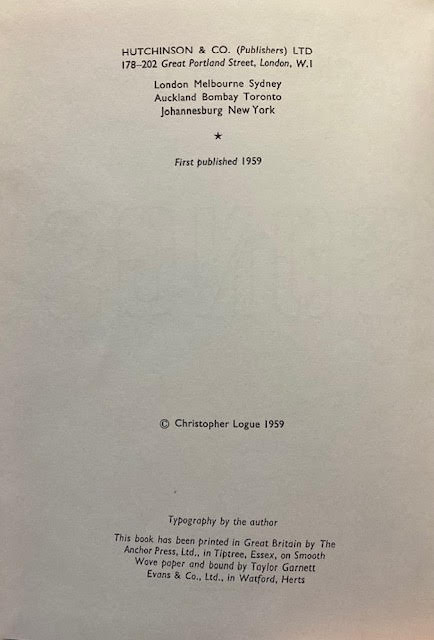 HUTCHINSON & CO. (Publishers) LTD
178–202 Great Portland Street, London, W.1
London Melbourne Sydney
Auckland Bombay Toronto
Johannesburg New York
★
First published 1959
© Christopher Logue 1959
Typography by the author
This book has been printed in Great Britain by The
Anchor Press, Ltd., in Tiptree, Essex, on Smooth
Wove paper and bound by Taylor Garnett
Evans & Co., Ltd., in Watford, Herts